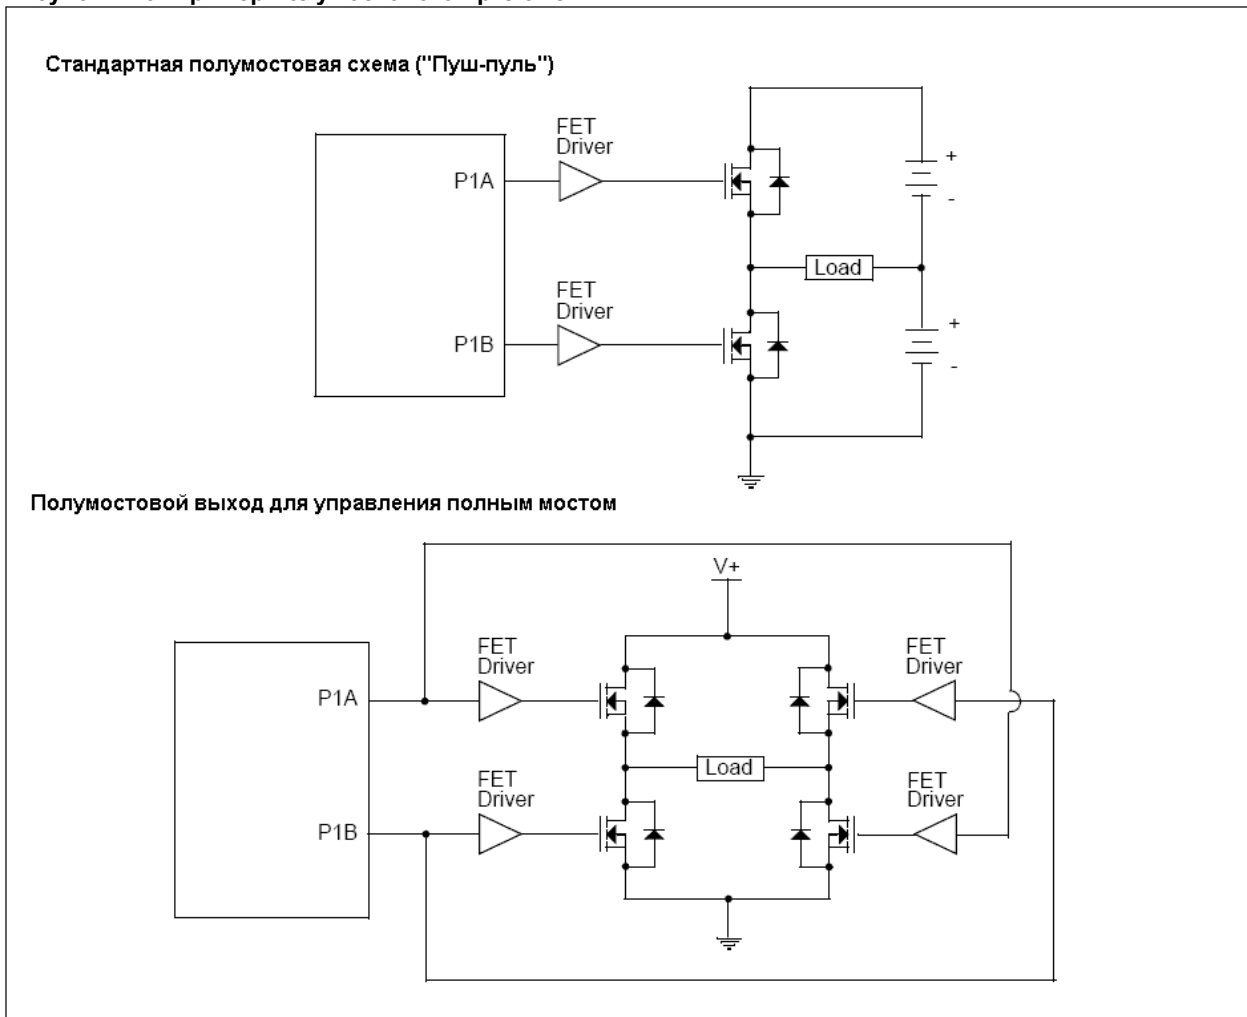 Стандартная полумостовая схема ("Пуш-пуль")
FET
Driver
P1A
+
-
Load
FET
Driver
P1B
+
-
Полумостовой выход для управления полным мостом
V+
FET
Driver
FET
Driver
P1A
Load
FET
Driver
FET
Driver
P1B